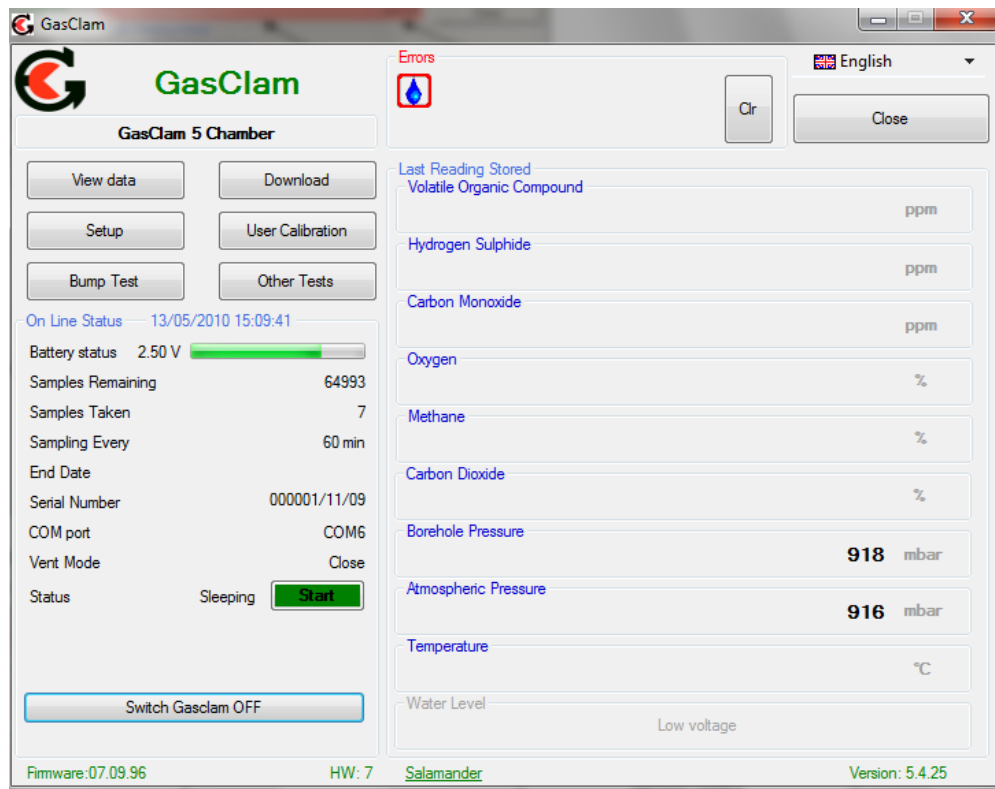 GasClam
GasClam
GasClam 5 Chamber
Errors
Clr
English
Close
View data
Download
Setup
User Calibration
Bump Test
Other Tests
On Line Status 13/05/2010 15:09:41
Battery status 2.50 V
Samples Remaining 64993
Samples Taken 7
Sampling Every 60 min
End Date
Serial Number 000001/11/09
COM port COM6
Vent Mode Close
Status Sleeping Start
Switch Gasclam OFF
Last Reading Stored
Volatile Organic Compound
ppm
Hydrogen Sulphide
ppm
Carbon Monoxide
ppm
Oxygen
%
Methane
%
Carbon Dioxide
%
Borehole Pressure
918 mbar
Atmospheric Pressure
916 mbar
Temperature
°C
Water Level
Low voltage
Firmware:07.09.96 HW: 7 Salamander Version: 5.4.25